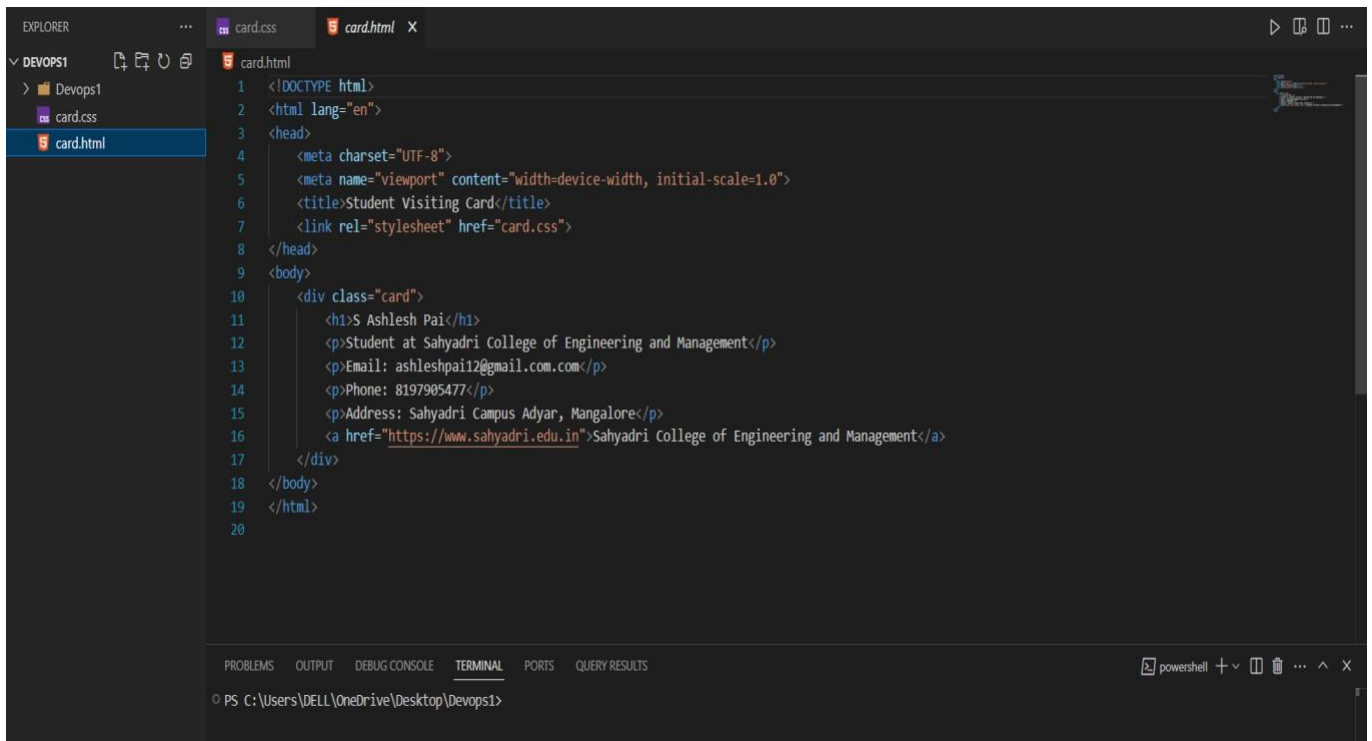 EXPLORER
card.css
card.html
DEVOPS1
Devops1
card.css
card.html
card.html
1 <!DOCTYPE html>
2 <html lang="en">
3 <head>
4 <meta charset="UTF-8">
5 <meta name="viewport" content="width=device-width, initial-scale=1.0">
6 <title>Student Visiting Card</title>
7 <link rel="stylesheet" href="card.css">
8 </head>
9 <body>
10 <div class="card">
11 <h1>S Ashlesh Pai</h1>
12 <p>Student at Sahyadri College of Engineering and Management</p>
13 <p>Email: ashleshpai12@gmail.com.com</p>
14 <p>Phone: 8197905477</p>
15 <p>Address: Sahyadri Campus Adyar, Mangalore</p>
16 <a href="https://www.sahyadri.edu.in">Sahyadri College of Engineering and Management</a>
17 </div>
18 </body>
19 </html>
20
PROBLEMS OUTPUT DEBUG CONSOLE TERMINAL PORTS QUERY RESULTS
powershell
PS C:\Users\DELL\OneDrive\Desktop\Devops1>